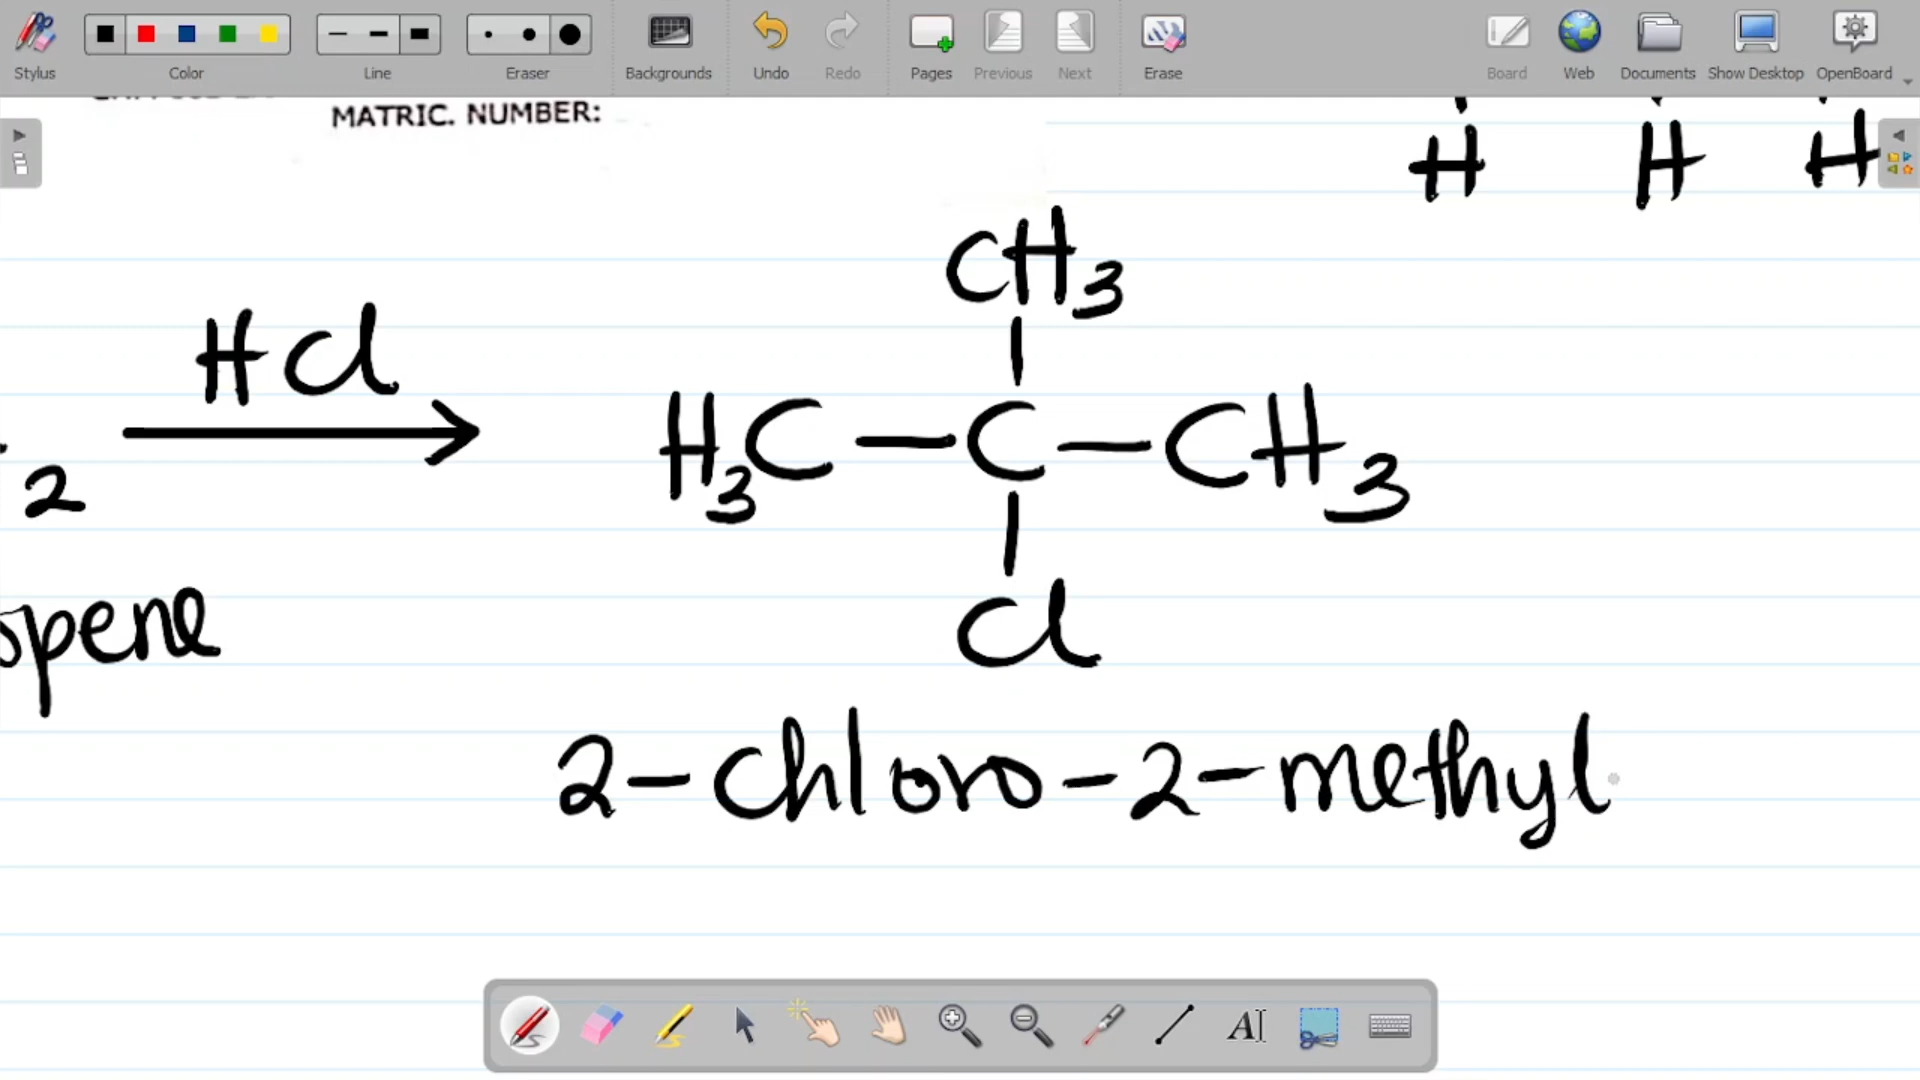 Stylus
Color
Line
Eraser
Backgrounds
Undo
Redo
Pages
Previous
Next
Erase
Board
Web
Documents
Show Desktop
OpenBoard
MATRIC. NUMBER:
H H H
CH3
HCl
2
H3C - C - CH3
Cl
opene
2-chloro-2-methyl